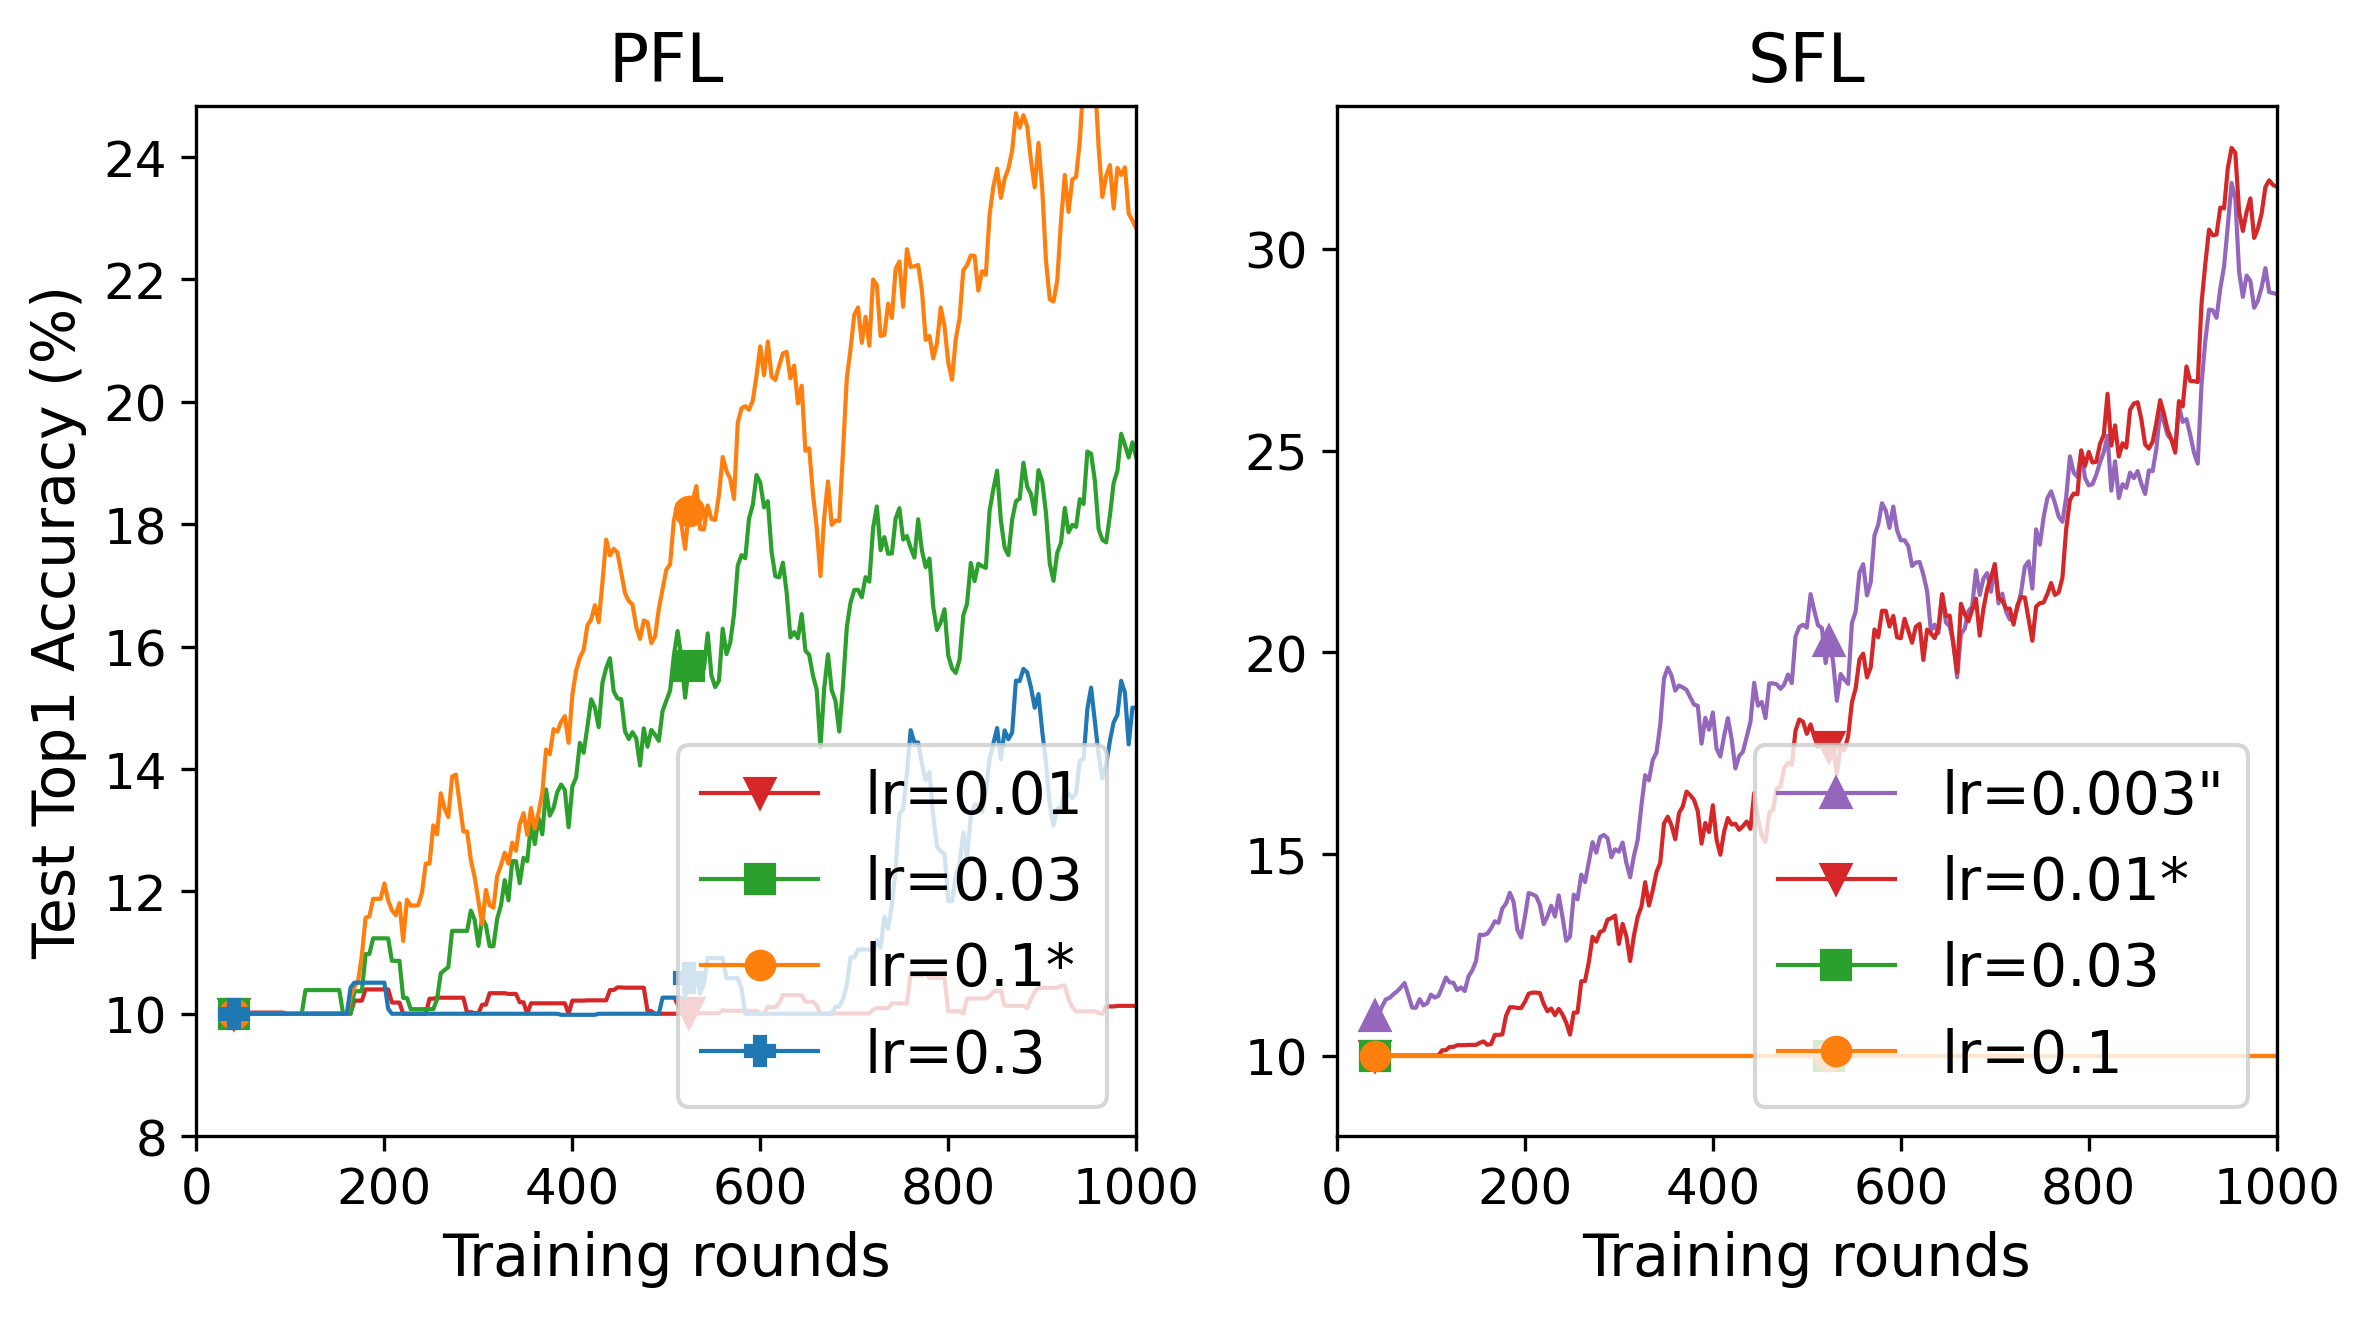 PFL
SFL
Test Top1 Accuracy (%)
24
22
20
18
16
14
12
10
8
0 200 400 600 800 1000
Training rounds
lr=0.01
lr=0.03
lr=0.1*
lr=0.3
30
25
20
15
10
0 200 400 600 800 1000
Training rounds
lr=0.003"
lr=0.01*
lr=0.03
lr=0.1